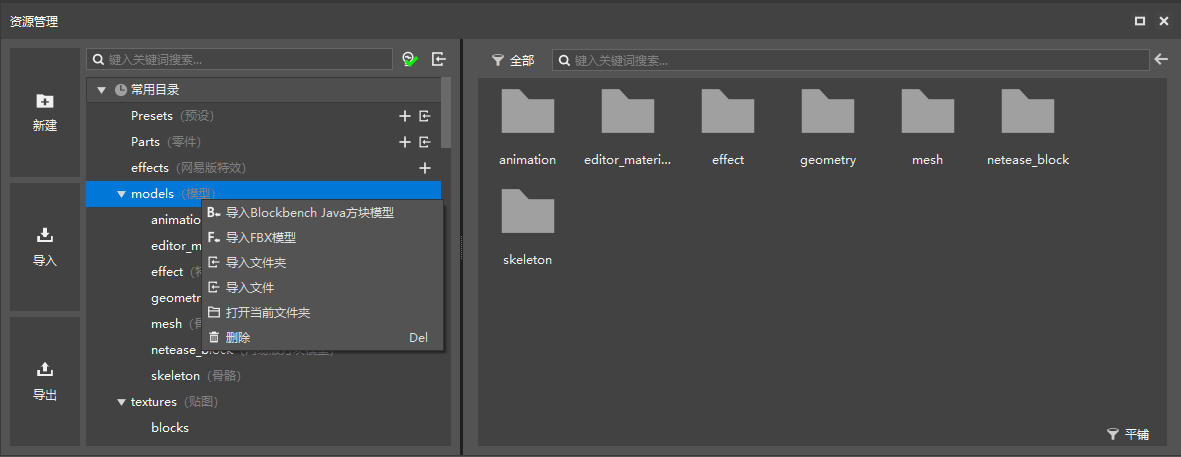 资源管理
新建
导入
导出
键入关键词搜索...
常用目录
Presets (预设)
Parts (零件)
effects (网易版特效)
models (模型)
animatio
editor_m
effect
geometr
mesh
netease_block
skeleton (骨骼)
textures (贴图)
blocks
导入Blockbench Java方块模型
导入FBX模型
导入文件夹
导入文件
打开当前文件夹
删除 Del
全部
键入关键词搜索...
animation
editor_materi...
effect
geometry
mesh
netease_block
skeleton
平铺